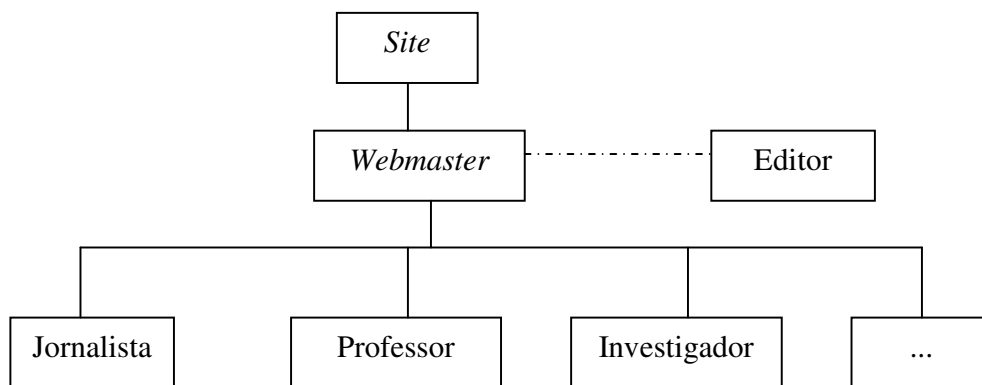 Site
Webmaster
Editor
Jornalista
Professor
Investigador
...